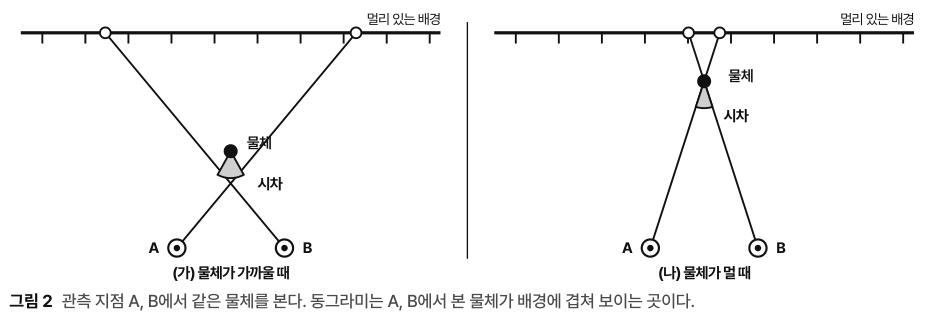 멀리 있는 배경
물체
시차
A
B
(가) 물체가 가까울 때
멀리 있는 배경
물체
시차
A
B
(나) 물체가 멀 때
그림 2 관측 지점 A, B에서 같은 물체를 본다. 동그라미는 A, B에서 본 물체가 배경에 겹쳐 보이는 곳이다.